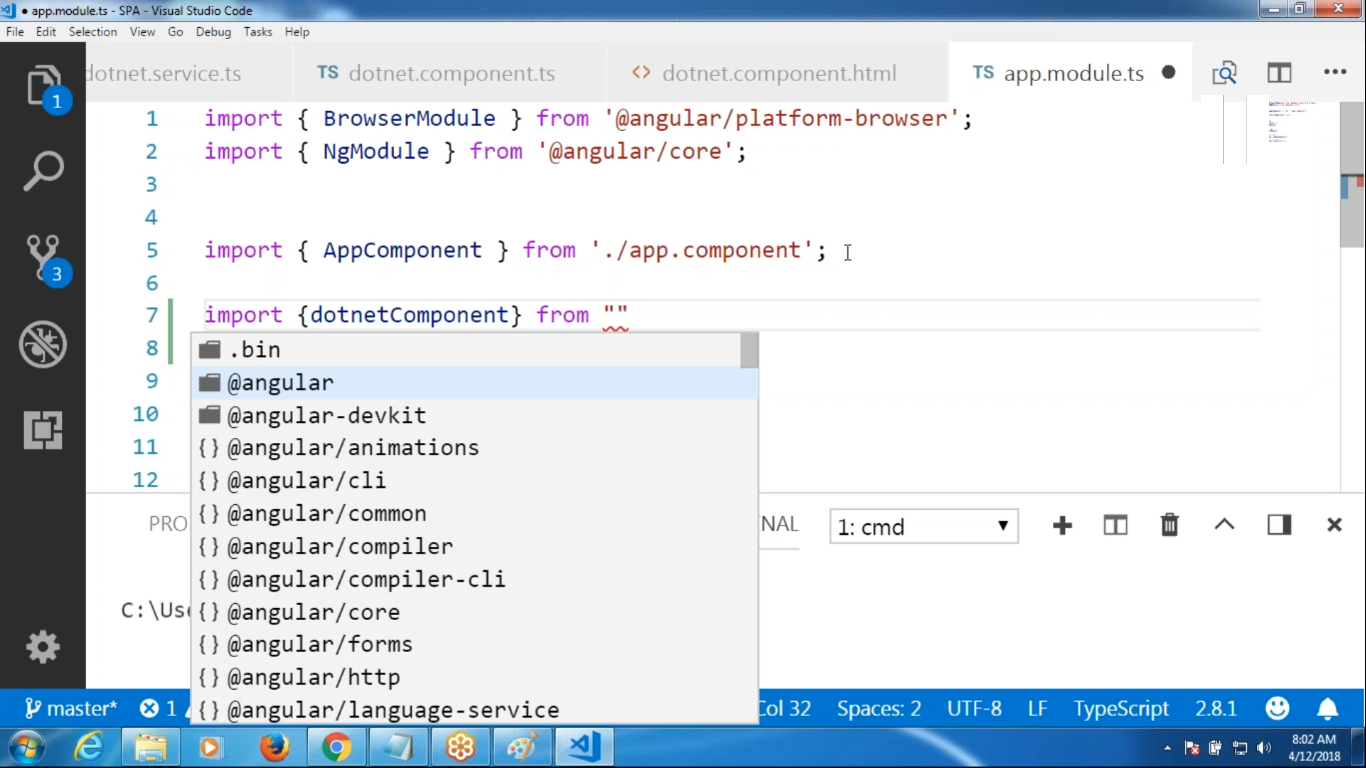 ● app.module.ts - SPA - Visual Studio Code
File Edit Selection View Go Debug Tasks Help
dotnet.service.ts TS dotnet.component.ts <> dotnet.component.html TS app.module.ts ● •••
1 import { BrowserModule } from '@angular/platform-browser';
2 import { NgModule } from '@angular/core';
3
4
5 import { AppComponent } from './app.component';
6
7 import {dotnetComponent} from ""
8 .bin
9 @angular
10 @angular-devkit
11 {} @angular/animations
12 {} @angular/cli
{} @angular/common
{} @angular/compiler
{} @angular/compiler-cli
{} @angular/core
{} @angular/forms
{} @angular/http
{} @angular/language-service
PRO NAL 1: cmd
C:\Use
1
3
master* 1 Col 32 Spaces: 2 UTF-8 LF TypeScript 2.8.1
8:02 AM
4/12/2018